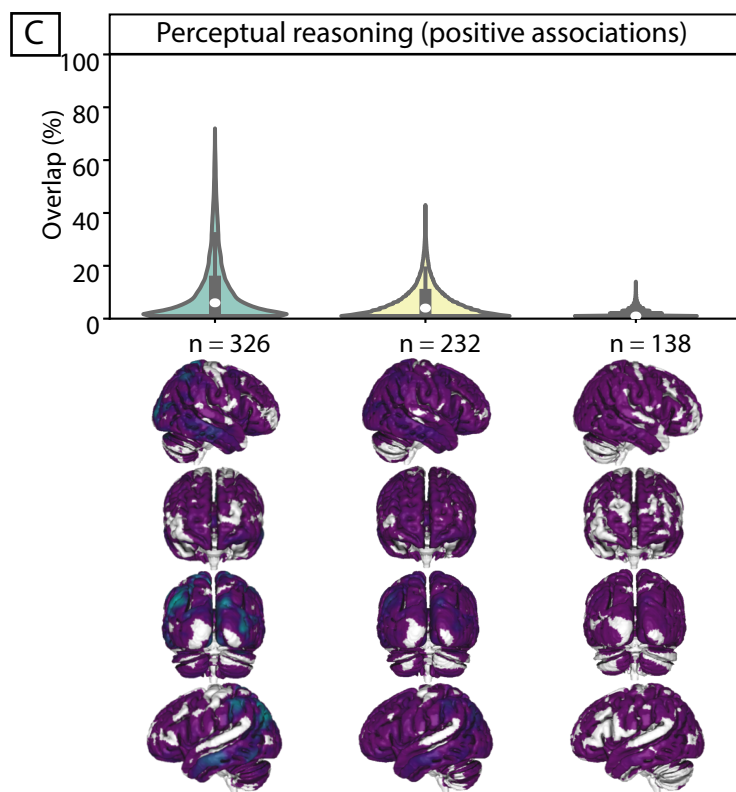 C
Perceptual reasoning (positive associations)
Overlap (%)
100
80
60
40
20
0
n = 326
n = 232
n = 138